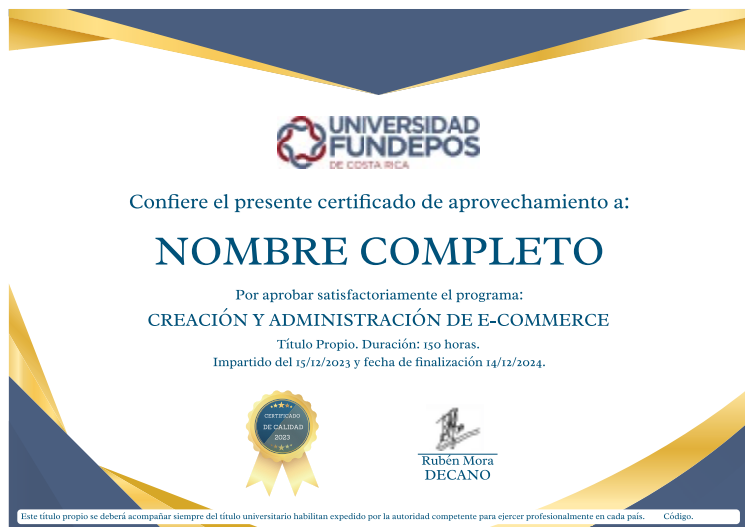 UNIVERSIDAD
FUNDEPOS
DE COSTA RICA
Confiere el presente certificado de aprovechamiento a:
NOMBRE COMPLETO
Por aprobar satisfactoriamente el programa:
CREACIÓN Y ADMINISTRACIÓN DE E-COMMERCE
Título Propio. Duración: 150 horas.
Impartido del 15/12/2023 y fecha de finalización 14/12/2024.
CERTIFICADO
DE CALIDAD
2023
Rubén Mora
DECANO
Este título propio se deberá acompañar siempre del título universitario habilitan expedido por la autoridad competente para ejercer profesionalmente en cada país. Código.